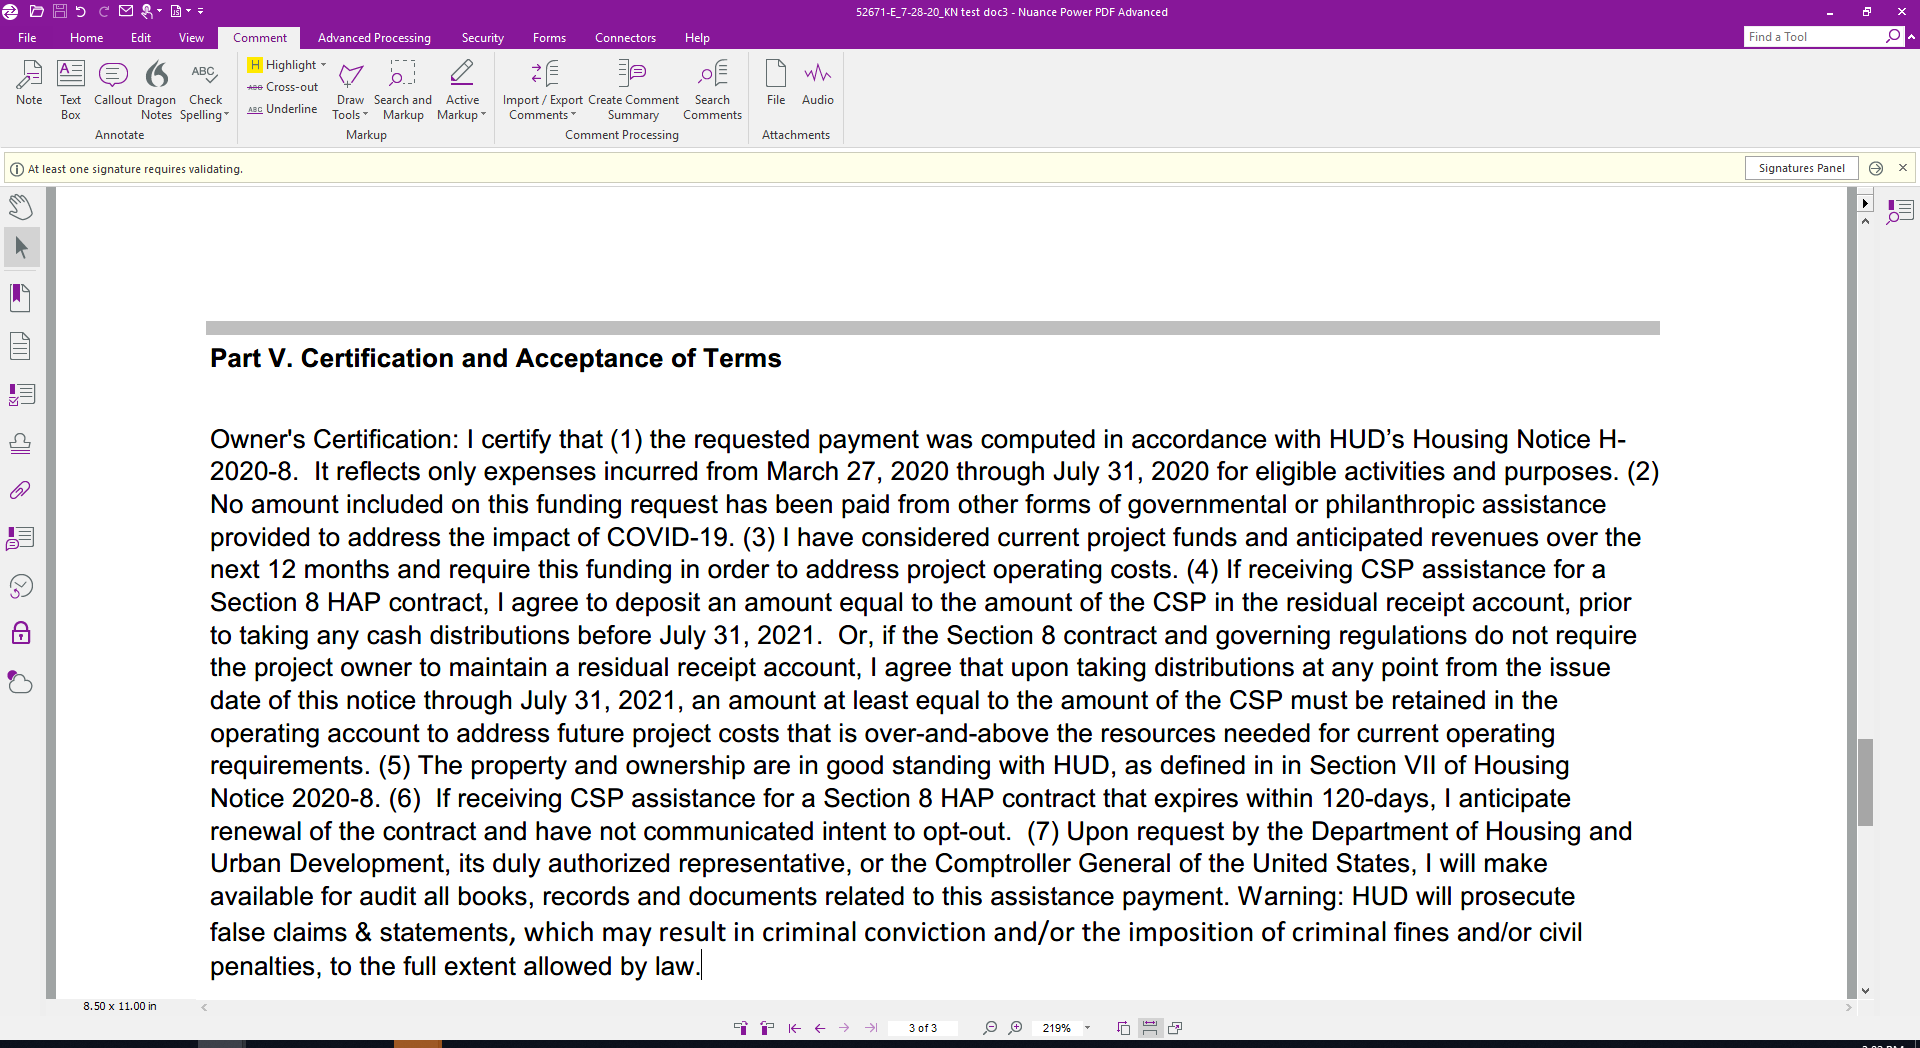 52671-E_7-28-20_KN test doc3 - Nuance Power PDF Advanced
File Home Edit View Comment Advanced Processing Security Forms Connectors Help
Find a Tool
Note
Text Box
Callout
Dragon Notes
ABC
Check Spelling
Annotate
H Highlight
ABC Cross-out
ABC Underline
Draw Tools
Search and Markup
Active Markup
Markup
Import / Export Comments
Create Comment Summary
Search Comments
Comment Processing
File
Audio
Attachments
At least one signature requires validating.
Signatures Panel
Part V. Certification and Acceptance of Terms
Owner's Certification: I certify that (1) the requested payment was computed in accordance with HUD’s Housing Notice H-
2020-8.  It reflects only expenses incurred from March 27, 2020 through July 31, 2020 for eligible activities and purposes. (2)
No amount included on this funding request has been paid from other forms of governmental or philanthropic assistance
provided to address the impact of COVID-19. (3) I have considered current project funds and anticipated revenues over the
next 12 months and require this funding in order to address project operating costs. (4) If receiving CSP assistance for a
Section 8 HAP contract, I agree to deposit an amount equal to the amount of the CSP in the residual receipt account, prior
to taking any cash distributions before July 31, 2021.  Or, if the Section 8 contract and governing regulations do not require
the project owner to maintain a residual receipt account, I agree that upon taking distributions at any point from the issue
date of this notice through July 31, 2021, an amount at least equal to the amount of the CSP must be retained in the
operating account to address future project costs that is over-and-above the resources needed for current operating
requirements. (5) The property and ownership are in good standing with HUD, as defined in in Section VII of Housing
Notice 2020-8. (6)  If receiving CSP assistance for a Section 8 HAP contract that expires within 120-days, I anticipate
renewal of the contract and have not communicated intent to opt-out.  (7) Upon request by the Department of Housing and
Urban Development, its duly authorized representative, or the Comptroller General of the United States, I will make
available for audit all books, records and documents related to this assistance payment. Warning: HUD will prosecute
false claims & statements, which may result in criminal conviction and/or the imposition of criminal fines and/or civil
penalties, to the full extent allowed by law.
8.50 x 11.00 in
3 of 3
219%